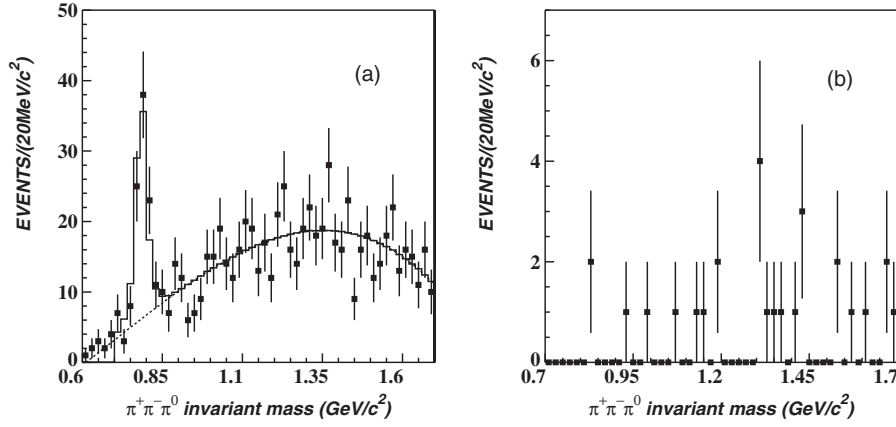 EVENTS/(20MeV/c²)
50
40
30
20
10
0
(a)
0.6 0.85 1.1 1.35 1.6
π⁺π⁻π⁰ invariant mass (GeV/c²)
EVENTS/(20MeV/c²)
6
4
2
0
(b)
0.7 0.95 1.2 1.45 1.7
π⁺π⁻π⁰ invariant mass (GeV/c²)